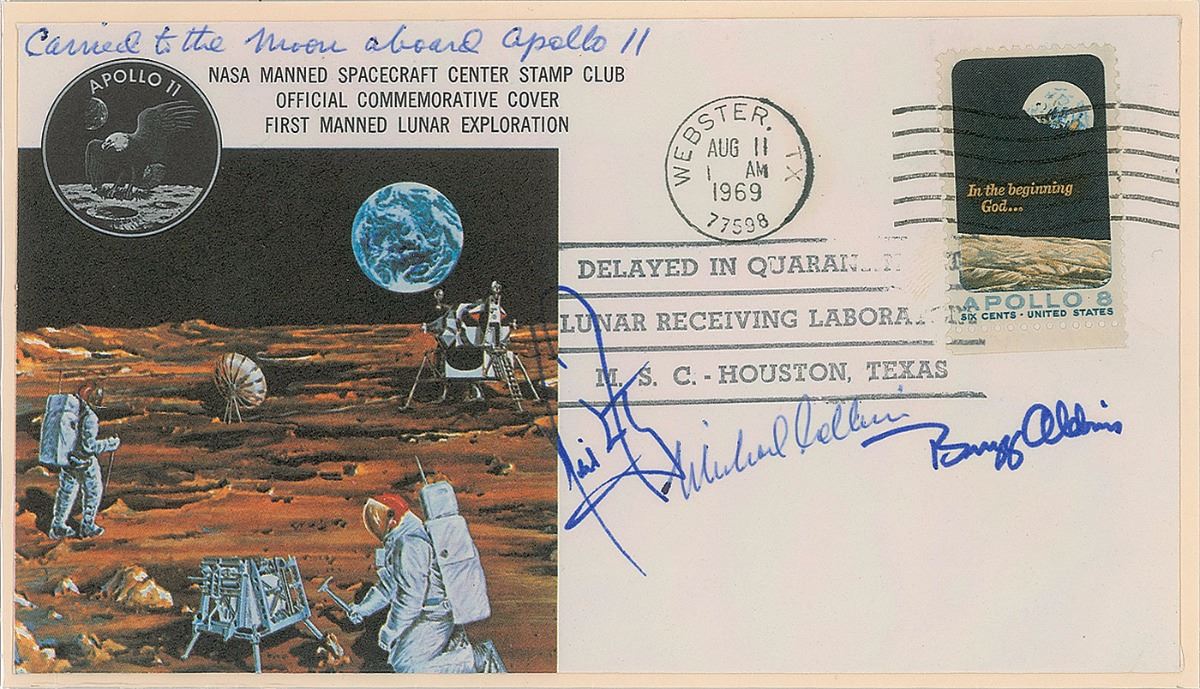 Carried to the Moon aboard Apollo 11
APOLLO 11
NASA MANNED SPACECRAFT CENTER STAMP CLUB
OFFICIAL COMMEMORATIVE COVER
FIRST MANNED LUNAR EXPLORATION
WEBSTER, TX
AUG 11
1 AM
1969
77598
In the beginning
God...
APOLLO 8
SIX CENTS · UNITED STATES
DELAYED IN
LUNAR RECEIVING
M. S. C. - HOUSTON, TEXAS
Neil
Michael Collins
Buzz Aldrin